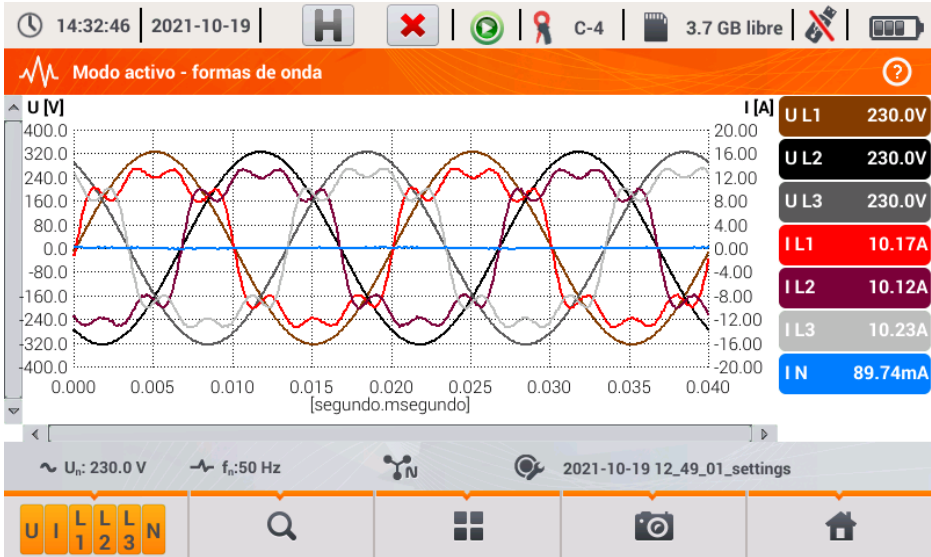 14:32:46 2021-10-19 H C-4 3.7 GB libre
Modo activo - formas de onda ?
U [V] I [A]
400.0 20.00
320.0 16.00
240.0 12.00
160.0 8.00
80.0 4.00
0.0 0.00
-80.0 -4.00
-160.0 -8.00
-240.0 -12.00
-320.0 -16.00
-400.0 -20.00
0.000 0.005 0.010 0.015 0.020 0.025 0.030 0.035 0.040
[segundo.msegundo]
U L1 230.0V
U L2 230.0V
U L3 230.0V
I L1 10.17A
I L2 10.12A
I L3 10.23A
I N 89.74mA
Un: 230.0 V fn:50 Hz N 2021-10-19 12_49_01_settings
U I L1 L2 L3 N